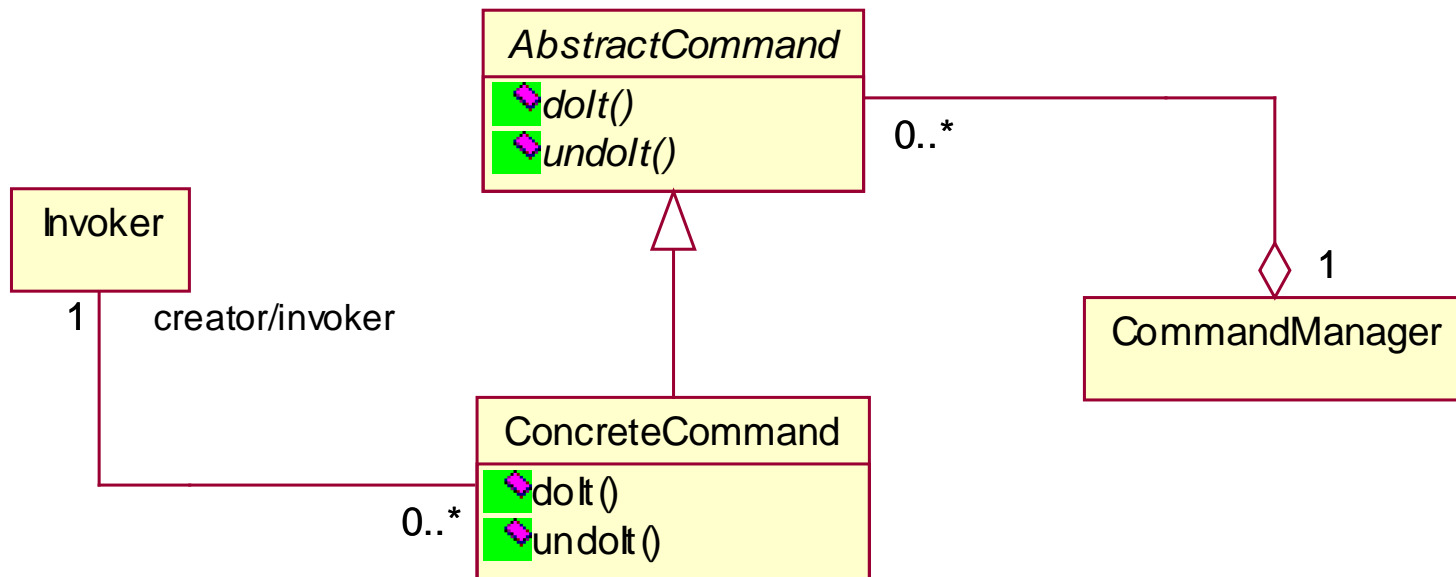 AbstractCommand
doIt()
undoIt()
0..*
Invoker
1
creator/invoker
1
CommandManager
ConcreteCommand
doIt()
undoIt()
0..*